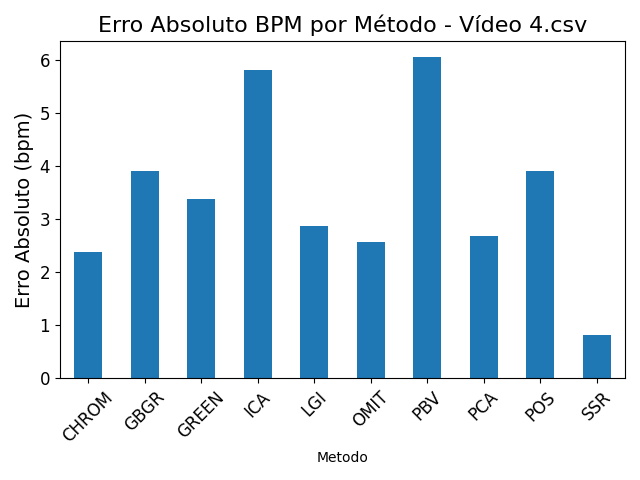 Erro Absoluto BPM por Método - Vídeo 4.csv
Erro Absoluto (bpm)
6
5
4
3
2
1
0
CHROM
GBGR
GREEN
ICA
LGI
OMIT
PBV
PCA
POS
SSR
Metodo